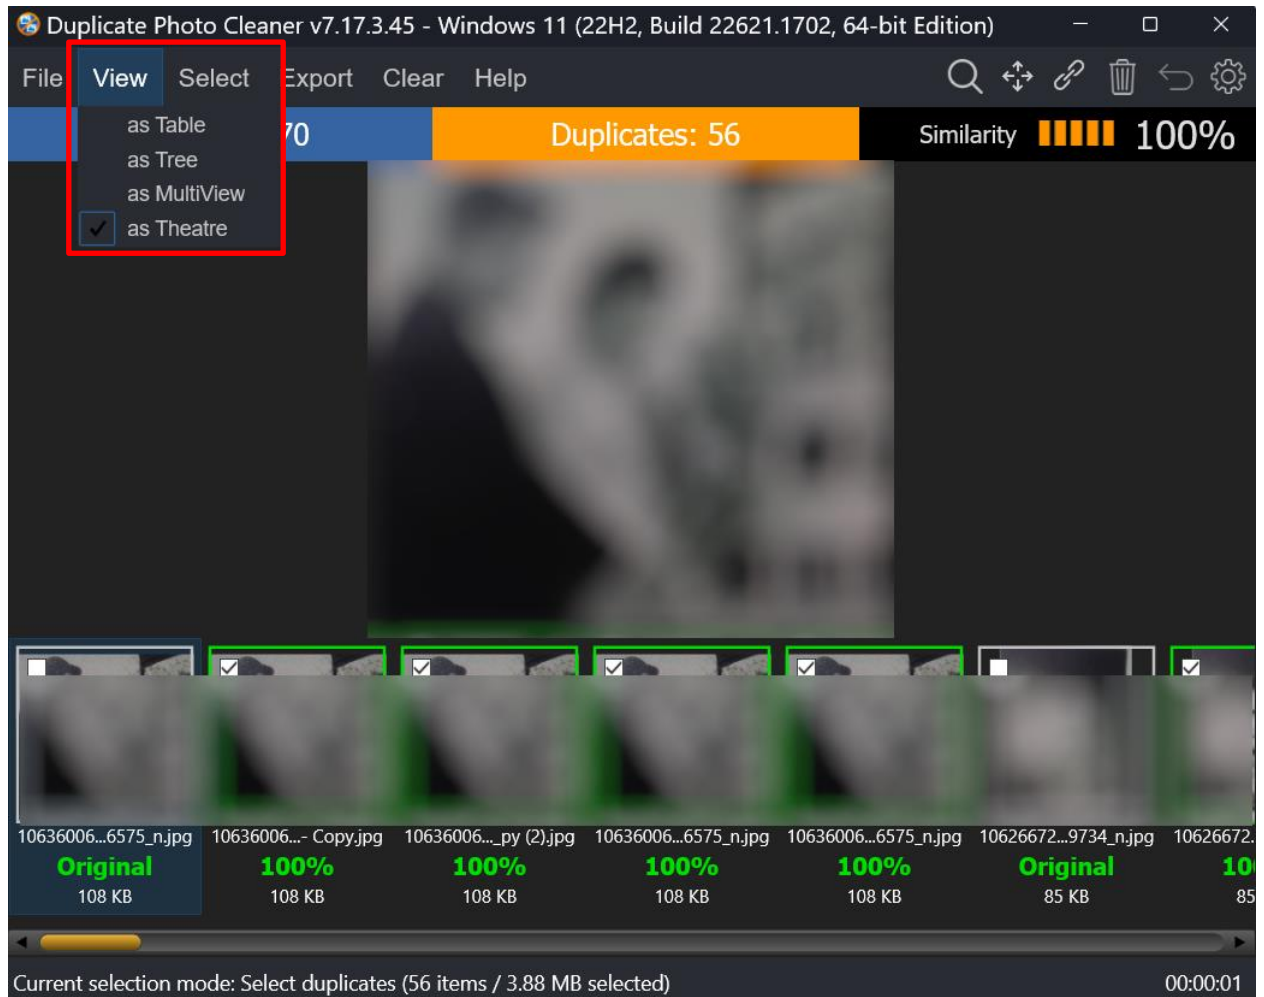 Duplicate Photo Cleaner v7.17.3.45 - Windows 11 (22H2, Build 22621.1702, 64-bit Edition)
File View Select Export Clear Help
70 Duplicates: 56 Similarity 100%
as Table
as Tree
as MultiView
as Theatre
10636006...6575_n.jpg 10636006...- Copy.jpg 10636006..._py (2).jpg 10636006...6575_n.jpg 10636006...6575_n.jpg 10626672...9734_n.jpg 10626672.
Original 100% 100% 100% 100% Original 10
108 KB 108 KB 108 KB 108 KB 108 KB 85 KB 85
Current selection mode: Select duplicates (56 items / 3.88 MB selected) 00:00:01